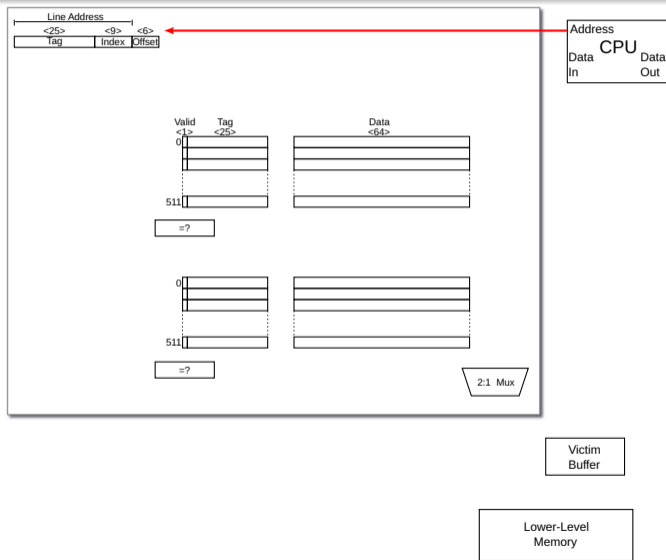 Line Address
<25> <9> <6>
Tag Index Offset
Address
CPU
Data Data
In Out
Valid Tag Data
<1> <25> <64>
0
511
=?
0
511
=?
2:1 Mux
Victim
Buffer
Lower-Level
Memory